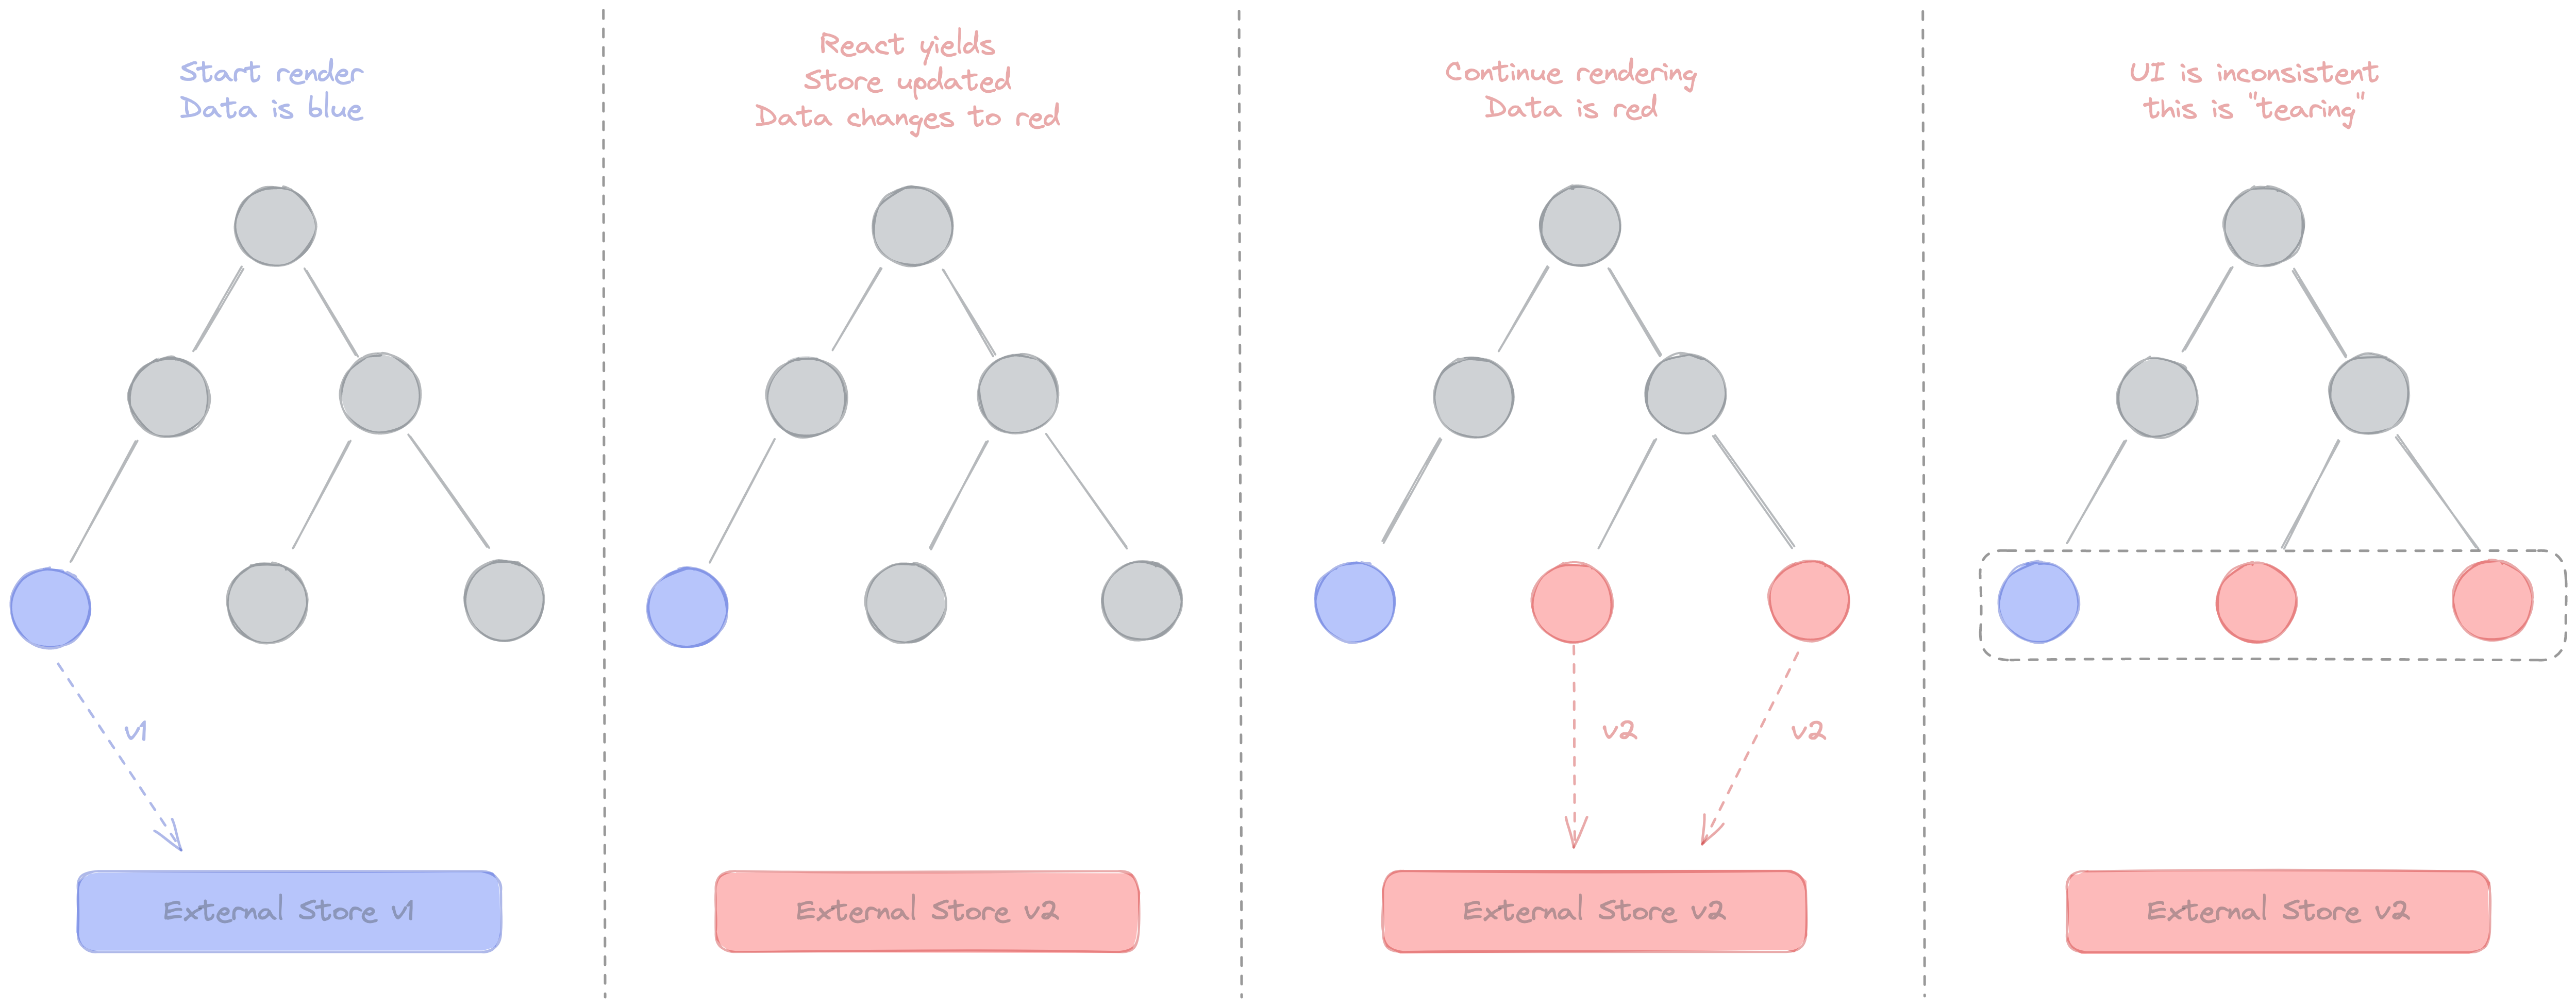 Start render
Data is blue
v1
External Store v1
React yields
Store updated
Data changes to red
External Store v2
Continue rendering
Data is red
v2
v2
External Store v2
UI is inconsistent
this is "tearing"
External Store v2